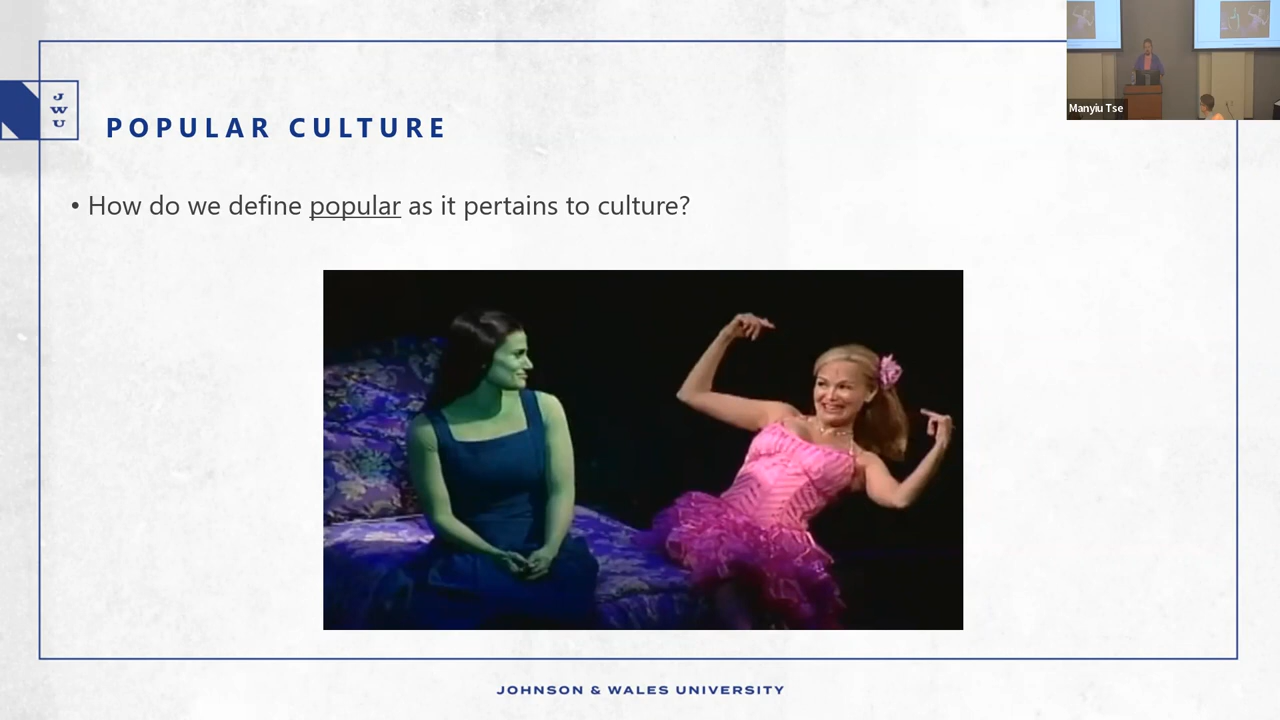 Manyiu Tse
J
W
U
POPULAR CULTURE
• How do we define popular as it pertains to culture?
JOHNSON & WALES UNIVERSITY